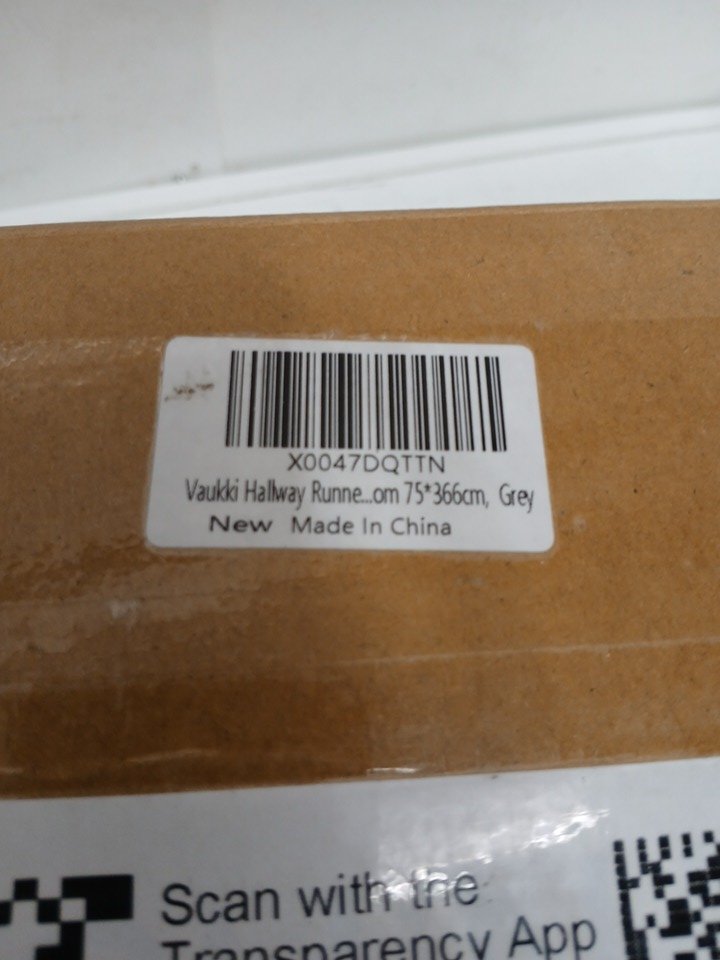 X0047DQTTN
Vaukki Hallway Runne...om 75*366cm, Grey
New Made In China
Scan with the
Transparency App